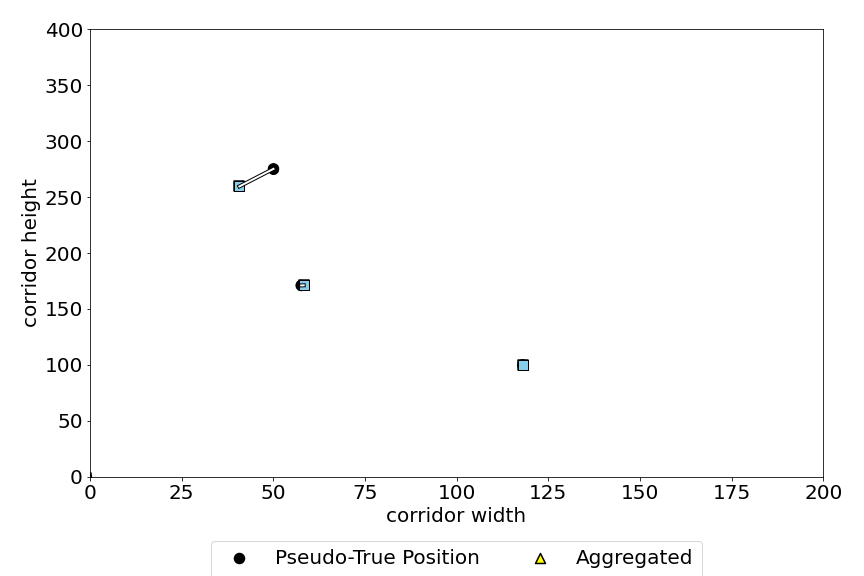 400
350
300
250
200
150
100
50
0
corridor height
0 25 50 75 100 125 150 175 200
corridor width
Pseudo-True Position Aggregated